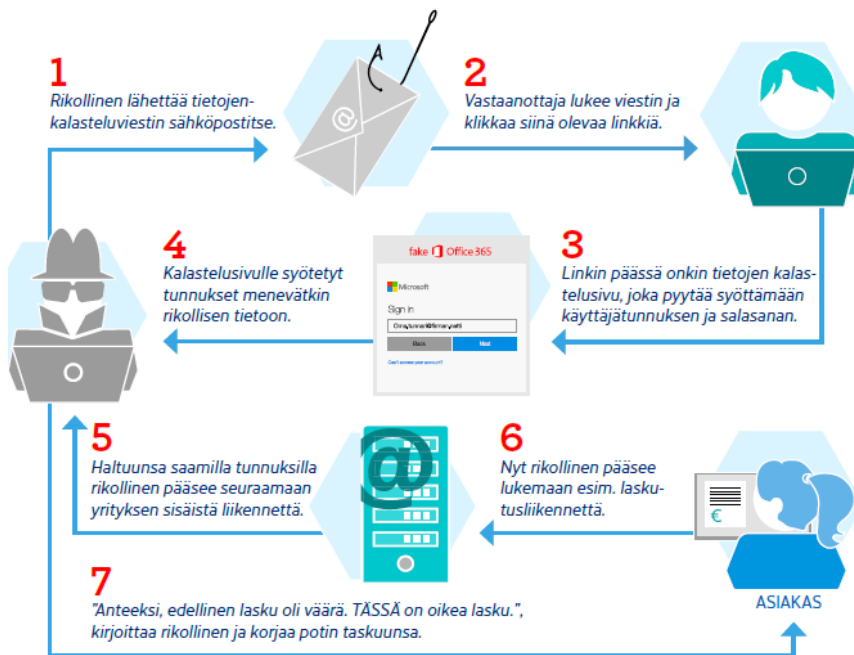 1
Rikollinen lähettää tietojen-
kalasteluviestin sähköpostitse.
2
Vastaanottaja lukee viestin ja
klikkaa siinä olevaa linkkiä.
3
Linkin päässä onkin tietojen kalas-
telusivu, joka pyytää syöttämään
käyttäjätunnuksen ja salasanan.
fake Office 365
Microsoft
Sign in
Back Next
Can't access your account?
4
Kalastelusivulle syötetyt
tunnukset menevätkin
rikollisen tietoon.
5
Haltuunsa saamilla tunnuksilla
rikollinen pääsee seuraamaan
yrityksen sisäistä liikennettä.
@
6
Nyt rikollinen pääsee
lukemaan esim. lasku-
tusliikennettä.
€
ASIAKAS
7
"Anteeksi, edellinen lasku oli väärä. TÄSSÄ on oikea lasku.",
kirjoittaa rikollinen ja korjaa potin taskuunsa.